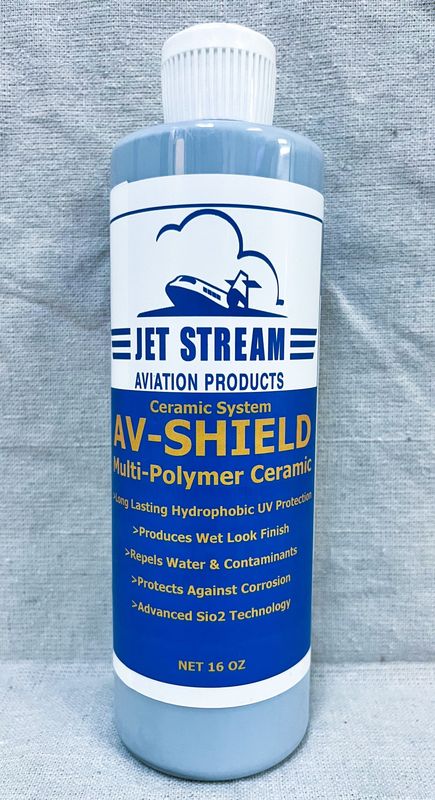 JET STREAM
AVIATION PRODUCTS
Ceramic System
AV-SHIELD
Multi-Polymer Ceramic
>Long Lasting Hydrophobic UV Protection
>Produces Wet Look Finish
>Repels Water & Contaminants
>Protects Against Corrosion
>Advanced Sio2 Technology
NET 16 OZ